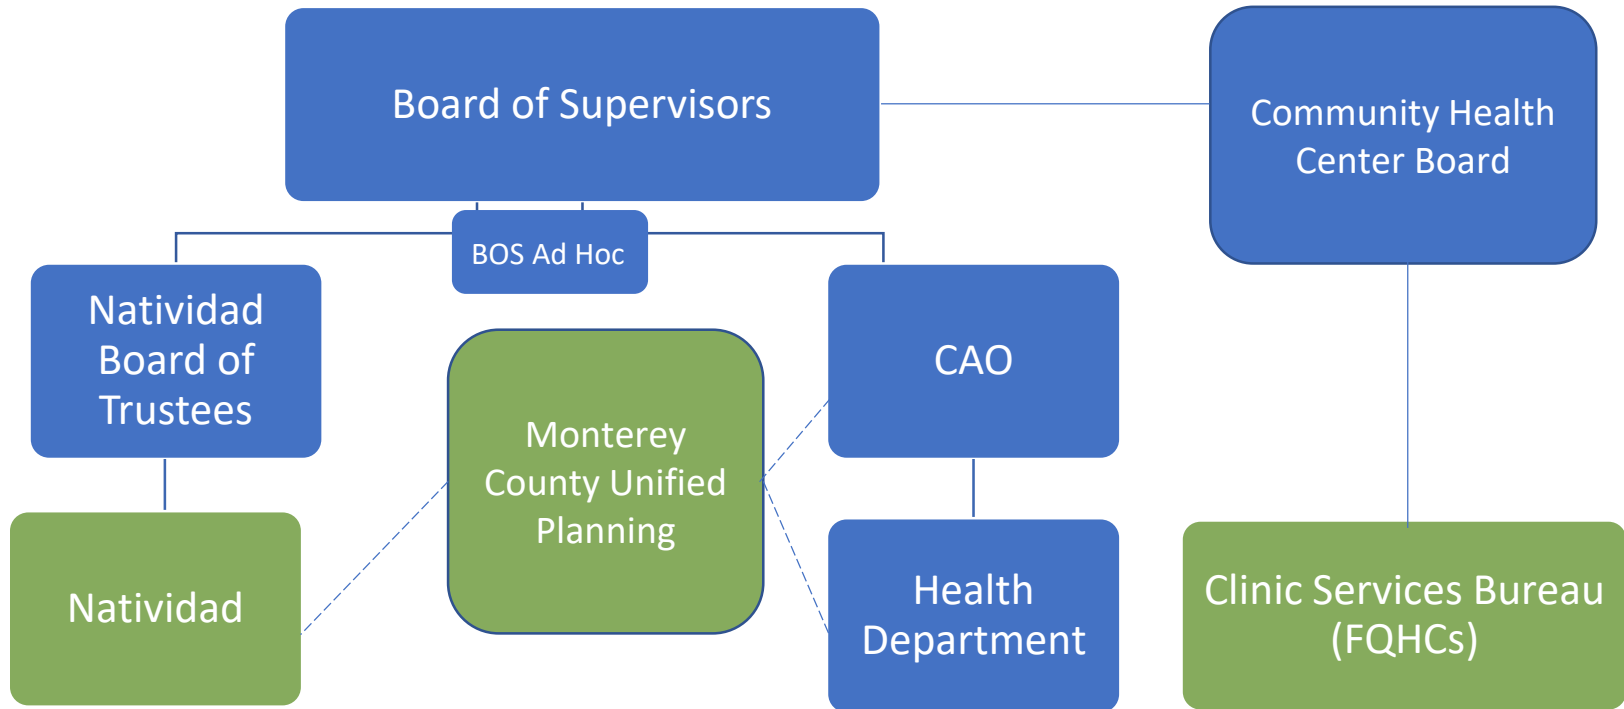 Board of Supervisors
Community Health
Center Board
BOS Ad Hoc
Natividad
Board of
Trustees
CAO
Monterey
County Unified
Planning
Natividad
Health
Department
Clinic Services Bureau
(FQHCs)